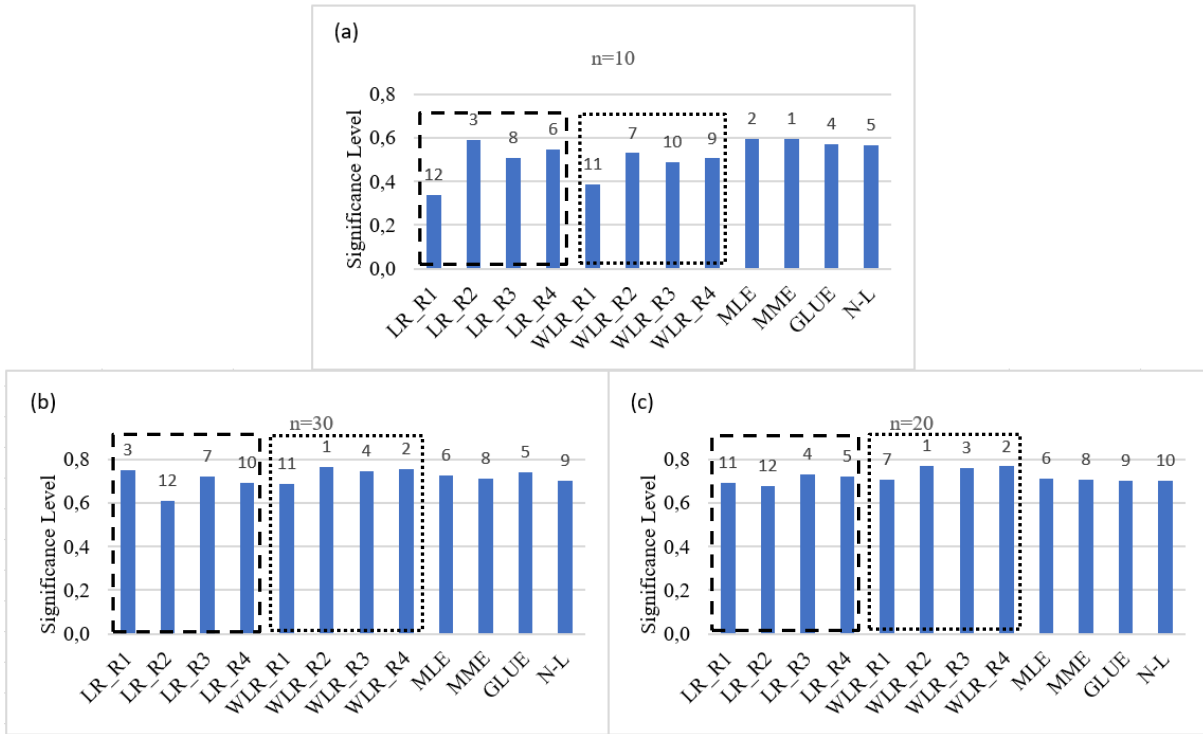 (a)
n=10
Significance Level
0,8
0,6
0,4
0,2
0,0
12
3
8
6
11
7
10
9
2
1
4
5
LR_R1
LR_R2
LR_R3
LR_R4
WLR_R1
WLR_R2
WLR_R3
WLR_R4
MLE
MME
GLUE
N-L
(b)
n=30
Significance Level
0,8
0,6
0,4
0,2
0,0
3
12
7
10
11
1
4
2
6
8
5
9
LR_R1
LR_R2
LR_R3
LR_R4
WLR_R1
WLR_R2
WLR_R3
WLR_R4
MLE
MME
GLUE
N-L
(c)
n=20
Significance Level
0,8
0,6
0,4
0,2
0,0
11
12
4
5
7
1
3
2
6
8
9
10
LR_R1
LR_R2
LR_R3
LR_R4
WLR_R1
WLR_R2
WLR_R3
WLR_R4
MLE
MME
GLUE
N-L